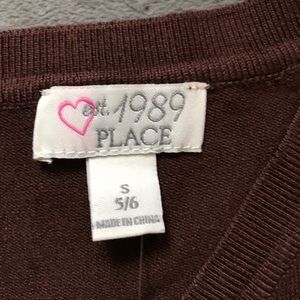 est. 1989
PLACE
S
5/6
MADE IN CHINA